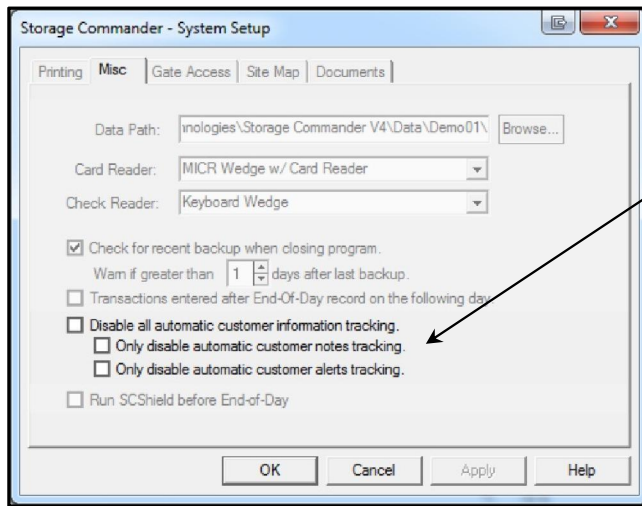 Storage Commander - System Setup
Printing Misc Gate Access Site Map Documents
Data Path: nologies\Storage Commander V4\Data\Demo01\ Browse...
Card Reader: MICR Wedge w/ Card Reader
Check Reader: Keyboard Wedge
Check for recent backup when closing program.
Warn if greater than 1 days after last backup.
Transactions entered after End-Of-Day record on the following day
Disable all automatic customer information tracking.
Only disable automatic customer notes tracking.
Only disable automatic customer alerts tracking.
Run SCShield before End-of-Day
OK Cancel Apply Help